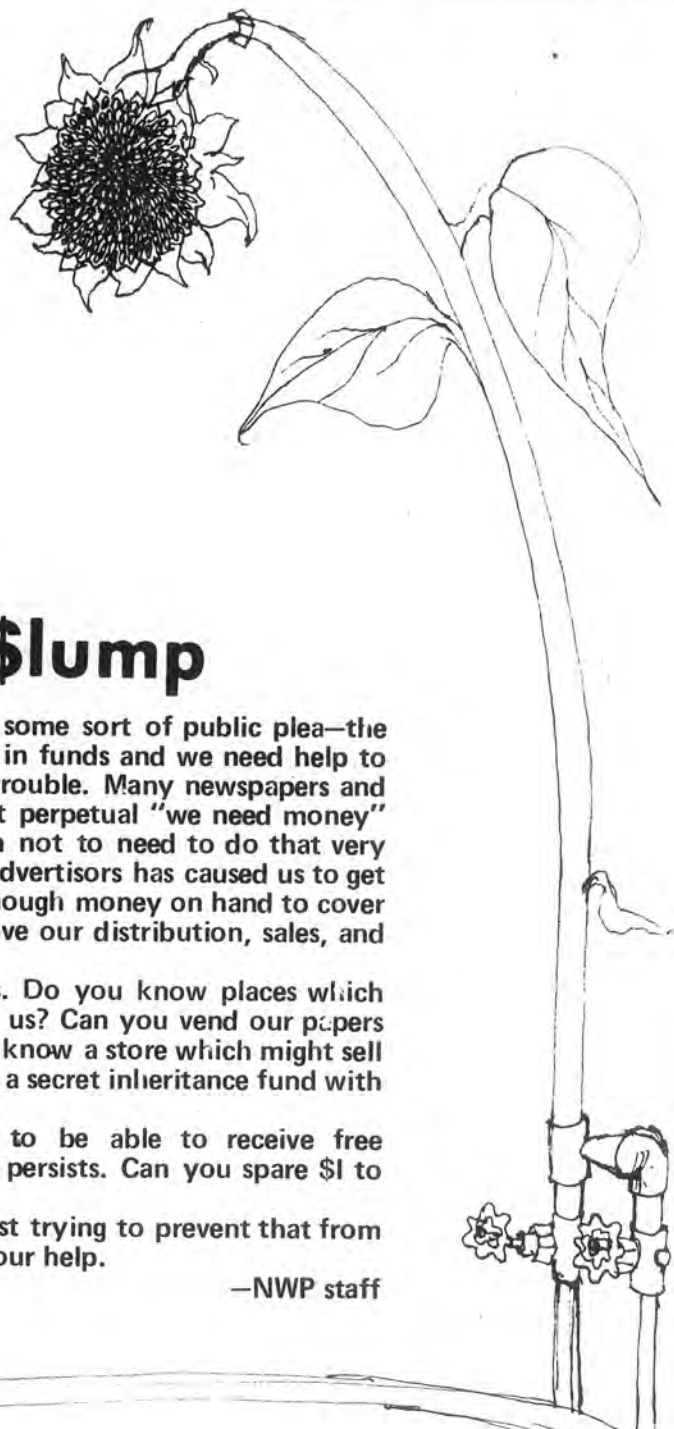 $lump
some sort of public plea—the
in funds and we need help to
rouble. Many newspapers and
t perpetual "we need money"
not to need to do that very
dvertisors has caused us to get
ough money on hand to cover
ve our distribution, sales, and
s. Do you know places which
us? Can you vend our papers
know a store which might sell
a secret inheritance fund with
to be able to receive free
persists. Can you spare $I to
st trying to prevent that from
our help.
—NWP staff